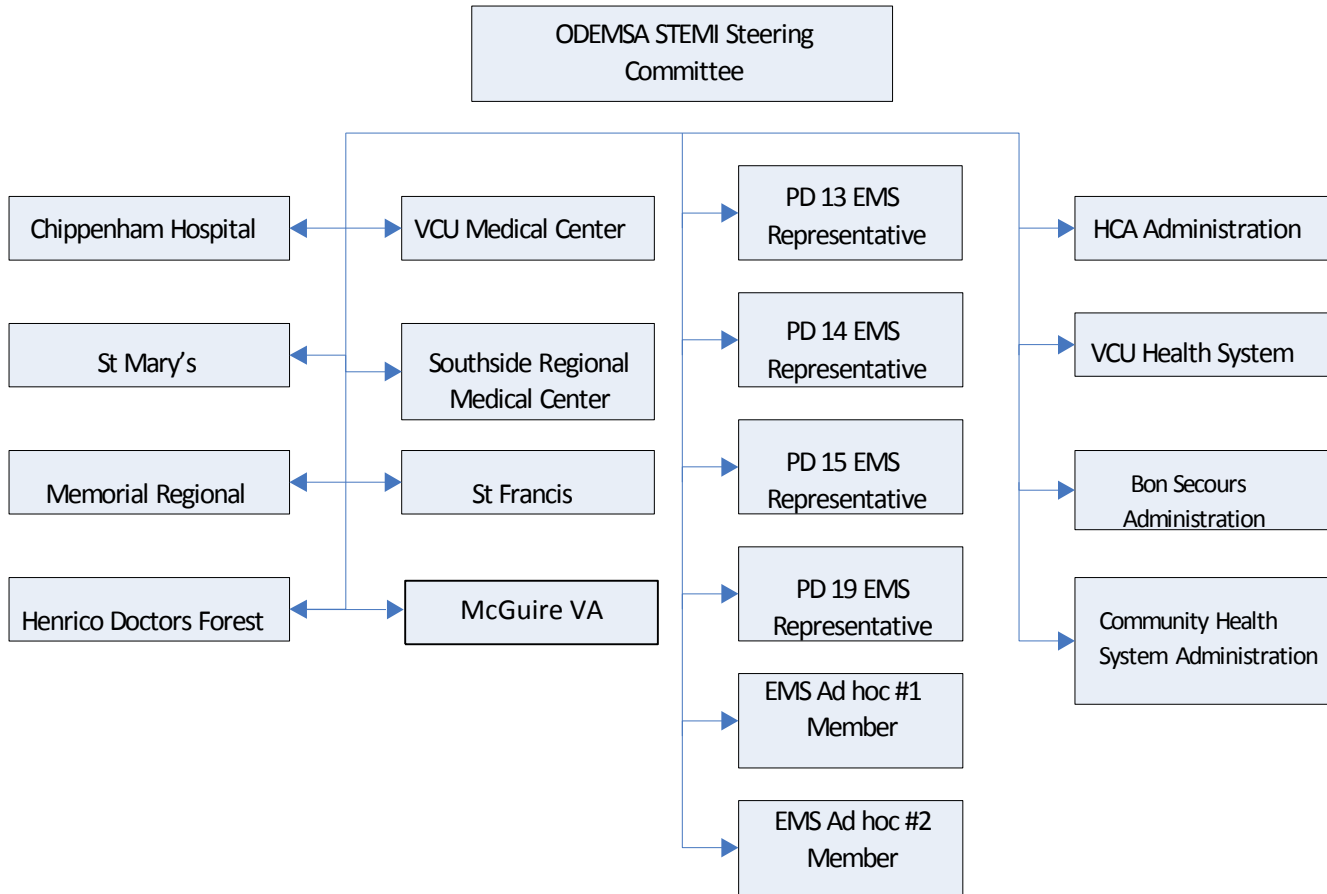 ODEMSA STEMI Steering
Committee
Chippenham Hospital
VCU Medical Center
PD 13 EMS
Representative
HCA Administration
St Mary’s
Southside Regional
Medical Center
PD 14 EMS
Representative
VCU Health System
Memorial Regional
St Francis
PD 15 EMS
Representative
Bon Secours
Administration
Henrico Doctors Forest
McGuire VA
PD 19 EMS
Representative
Community Health
System Administration
EMS Ad hoc #1
Member
EMS Ad hoc #2
Member